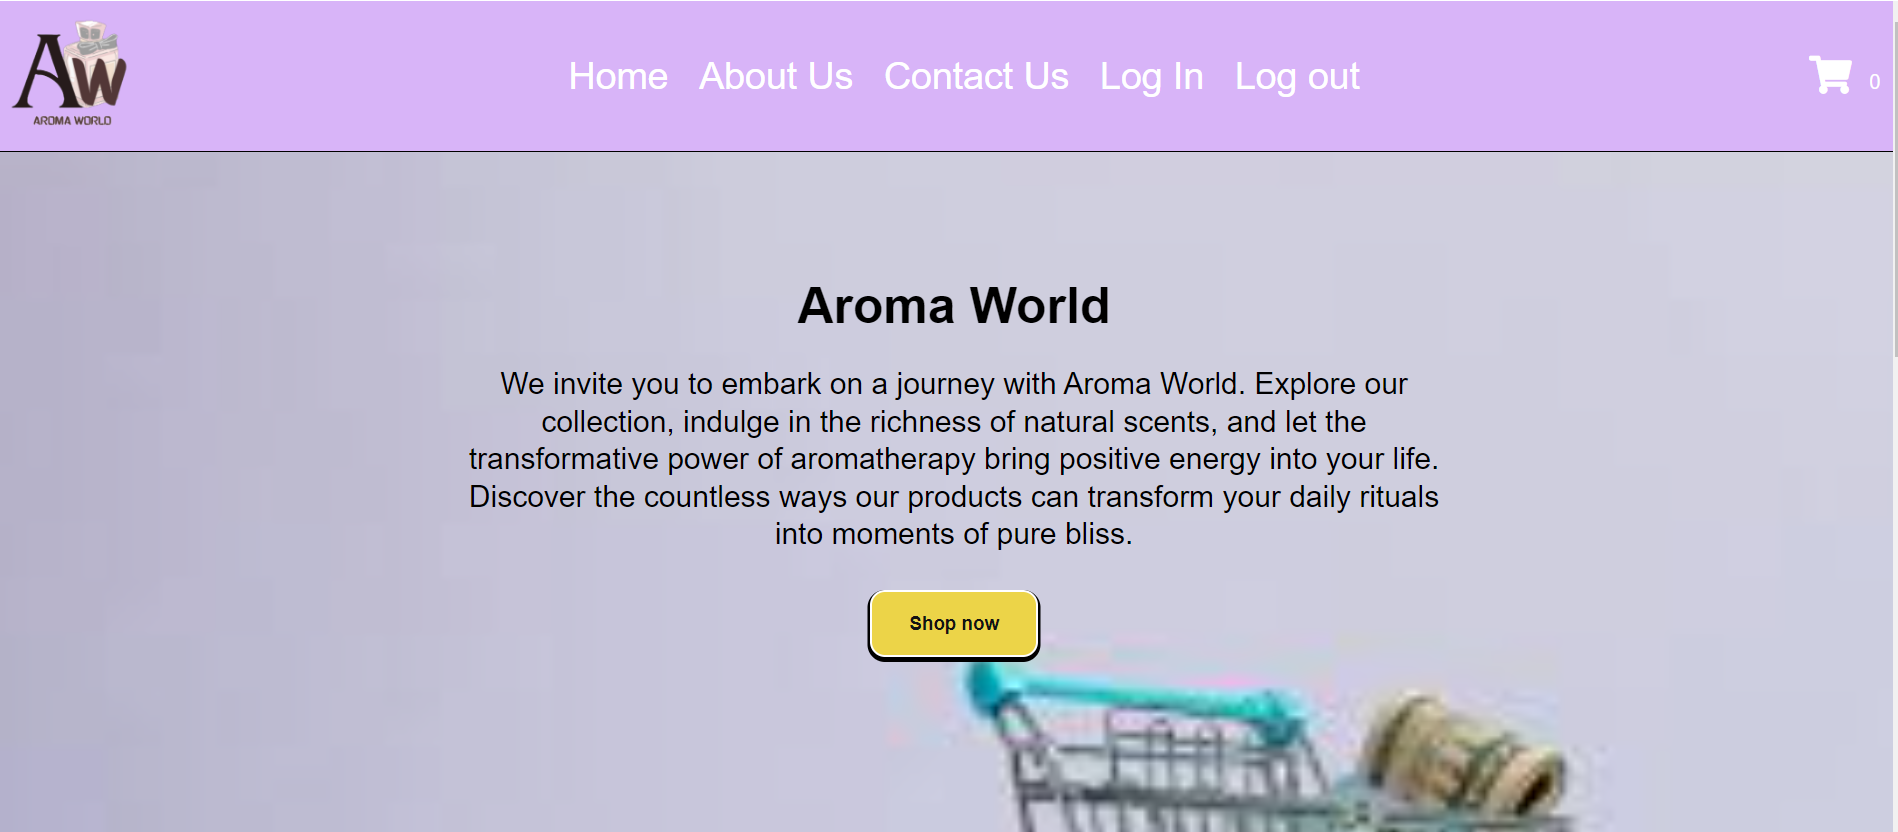 AW
AROMA WORLD
Home About Us Contact Us Log In Log out
0
Aroma World
We invite you to embark on a journey with Aroma World. Explore our
collection, indulge in the richness of natural scents, and let the
transformative power of aromatherapy bring positive energy into your life.
Discover the countless ways our products can transform your daily rituals
into moments of pure bliss.
Shop now